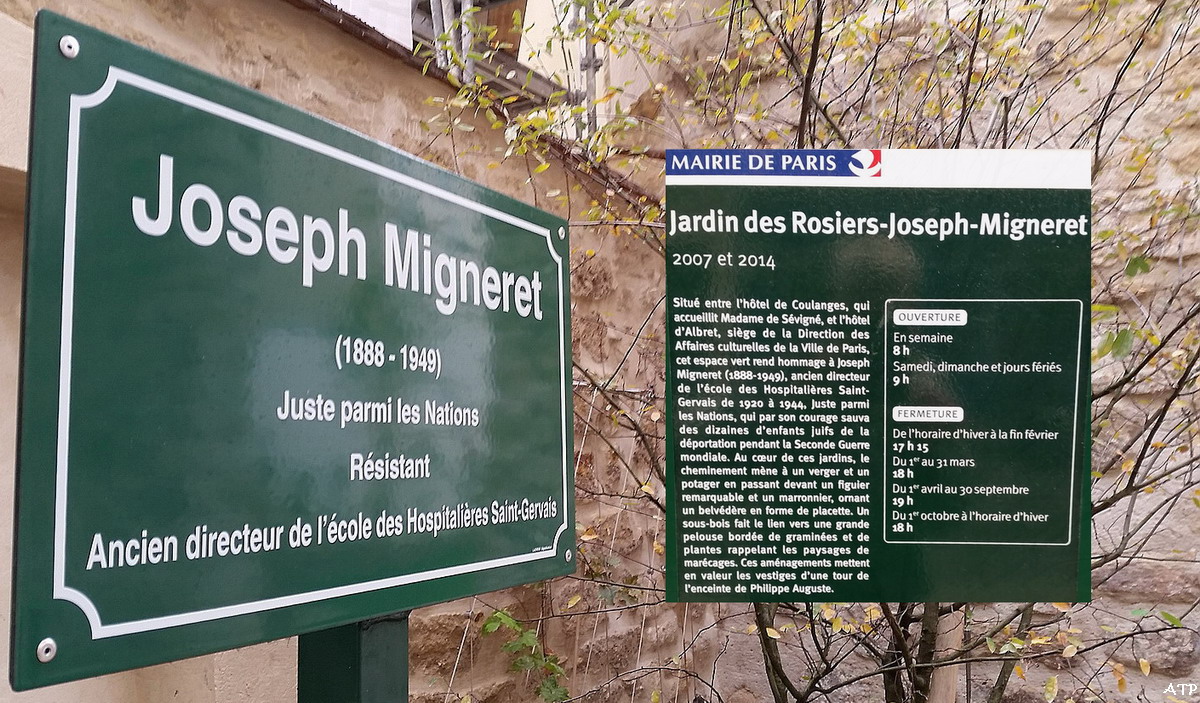 Joseph Migneret
(1888 - 1949)
Juste parmi les Nations
Résistant
Ancien directeur de l'école des Hospitalières Saint-Gervais
MAIRIE DE PARIS
Jardin des Rosiers-Joseph-Migneret
2007 et 2014
Situé entre l'hôtel de Coulanges, qui
accueillit Madame de Sévigné, et l'hôtel
d'Albret, siège de la Direction des
Affaires culturelles de la Ville de Paris,
cet espace vert rend hommage à Joseph
Migneret (1888-1949), ancien directeur
de l'école des Hospitalières Saint-
Gervais de 1920 à 1944, Juste parmi
les Nations, qui par son courage sauva
des dizaines d'enfants juifs de la
déportation pendant la Seconde Guerre
mondiale. Au cœur de ces jardins, le
cheminement mène à un verger et un
potager en passant devant un figuier
remarquable et un marronnier, ornant
un belvédère en forme de placette. Un
sous-bois fait le lien vers une grande
pelouse bordée de graminées et de
plantes rappelant les paysages de
marécages. Ces aménagements mettent
en valeur les vestiges d'une tour de
l'enceinte de Philippe Auguste.
OUVERTURE
En semaine
8 h
Samedi, dimanche et jours fériés
9 h
FERMETURE
De l'horaire d'hiver à la fin février
17 h 15
Du 1er au 31 mars
18 h
Du 1er avril au 30 septembre
19 h
Du 1er octobre à l'horaire d'hiver
18 h
ATP